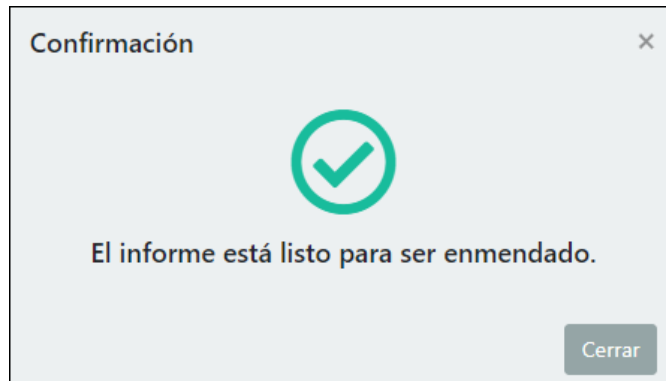 Confirmación ×
El informe está listo para ser enmendado.
Cerrar